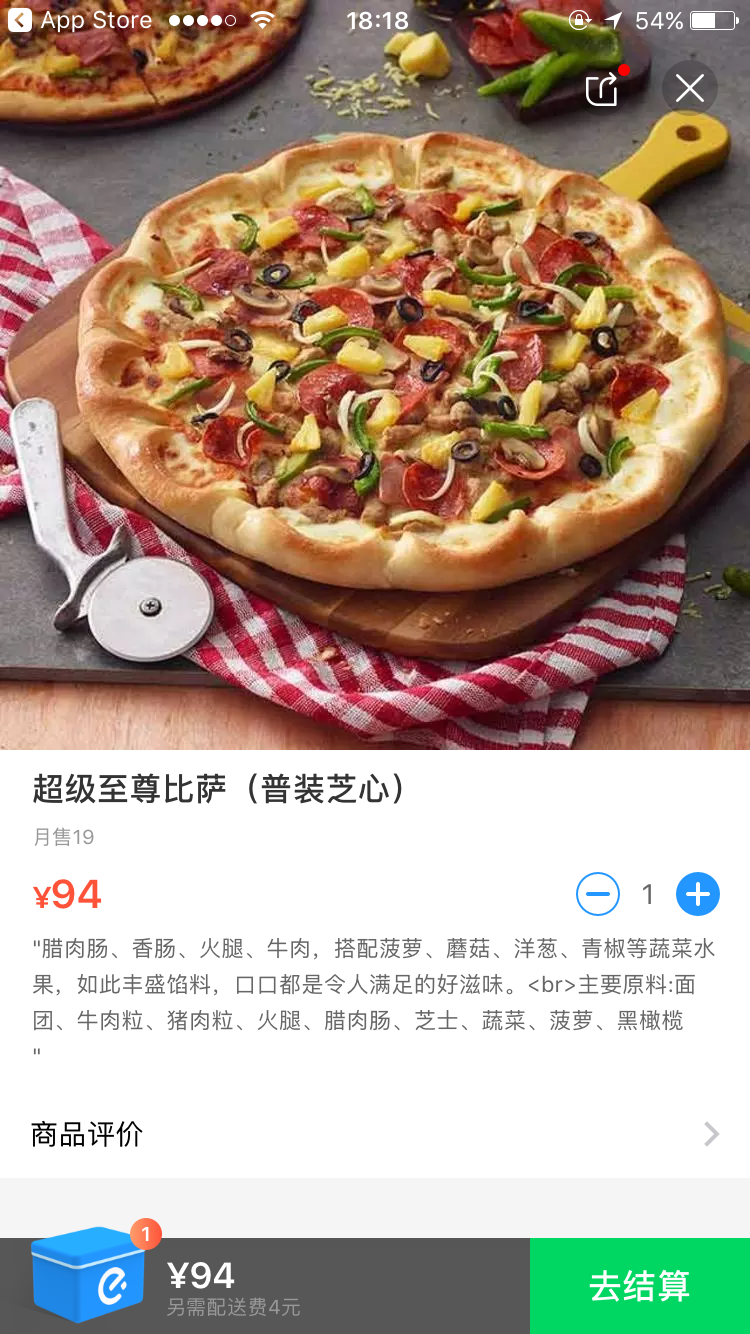 App Store
18:18
54%
超级至尊比萨（普装芝心）
月售19
¥94
1
"腊肉肠、香肠、火腿、牛肉，搭配菠萝、蘑菇、洋葱、青椒等蔬菜水
果，如此丰盛馅料，口口都是令人满足的好滋味。<br>主要原料:面
团、牛肉粒、猪肉粒、火腿、腊肉肠、芝士、蔬菜、菠萝、黑橄榄
"
商品评价
1
¥94
另需配送费4元
去结算